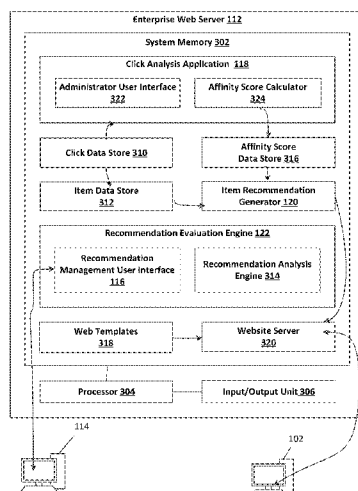 Enterprise Web Server 112
System Memory 302
Click Analysis Application 118
Administrator User Interface
322
Affinity Score Calculator
324
Click Data Store 310
Affinity Score
Data Store 316
Item Data Store
312
Item Recommendation
Generator 120
Recommendation Evaluation Engine 122
Recommendation
Management User Interface
116
Recommendation Analysis
Engine 314
Web Templates
318
Website Server
320
Processor 304
Input/Output Unit 306
114
102